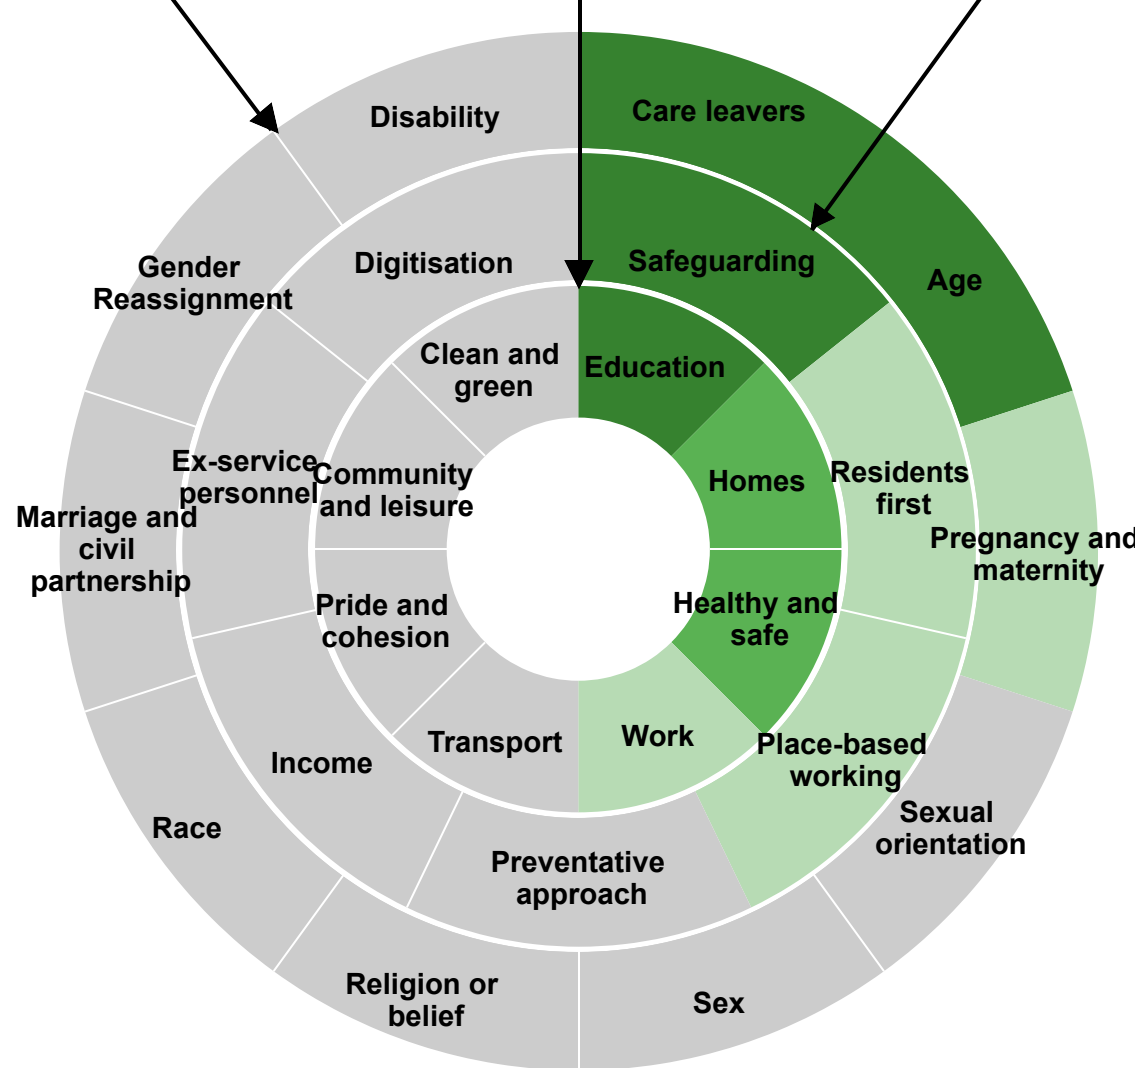 Disability
Care leavers
Gender
Reassignment
Digitisation
Safeguarding
Age
Clean and
green
Education
Ex-service
personnel
Community
and leisure
Homes
Residents
first
Marriage and
civil
partnership
Pregnancy and
maternity
Pride and
cohesion
Healthy and
safe
Income
Transport
Work
Place-based
working
Race
Sexual
orientation
Preventative
approach
Religion or
belief
Sex